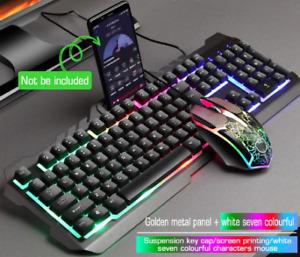 Not be included
Golden metal panel + white seven colourful
Suspension key cap/screen printing/white
seven colourful characters mouse